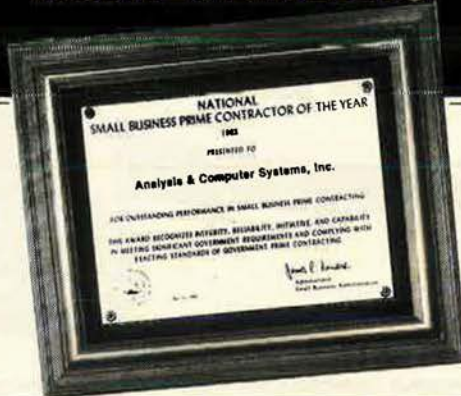 NATIONAL
SMALL BUSINESS PRIME CONTRACTOR OF THE YEAR
PRESENTED TO
Analysis & Computer Systems, Inc.
FOR OUTSTANDING PERFORMANCE IN SMALL BUSINESS PRIME CONTRACTING
THIS AWARD RECOGNIZES INTEGRITY, RELIABILITY, INITIATIVE, AND CAPABILITY
IN MEETING SIGNIFICANT GOVERNMENT REQUIREMENTS AND COMPLYING WITH
EXACTING STANDARDS OF GOVERNMENT PRIME CONTRACTING
Administrator
Small Business Administration